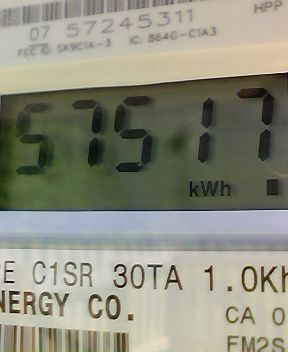 HPP
07 57245311
FCC ID: SK9C1A-3 IC: 864G-C1A3
57517
kWh
PE C1SR 30TA 1.0Kh
NERGY CO.
CA 0
FM2S